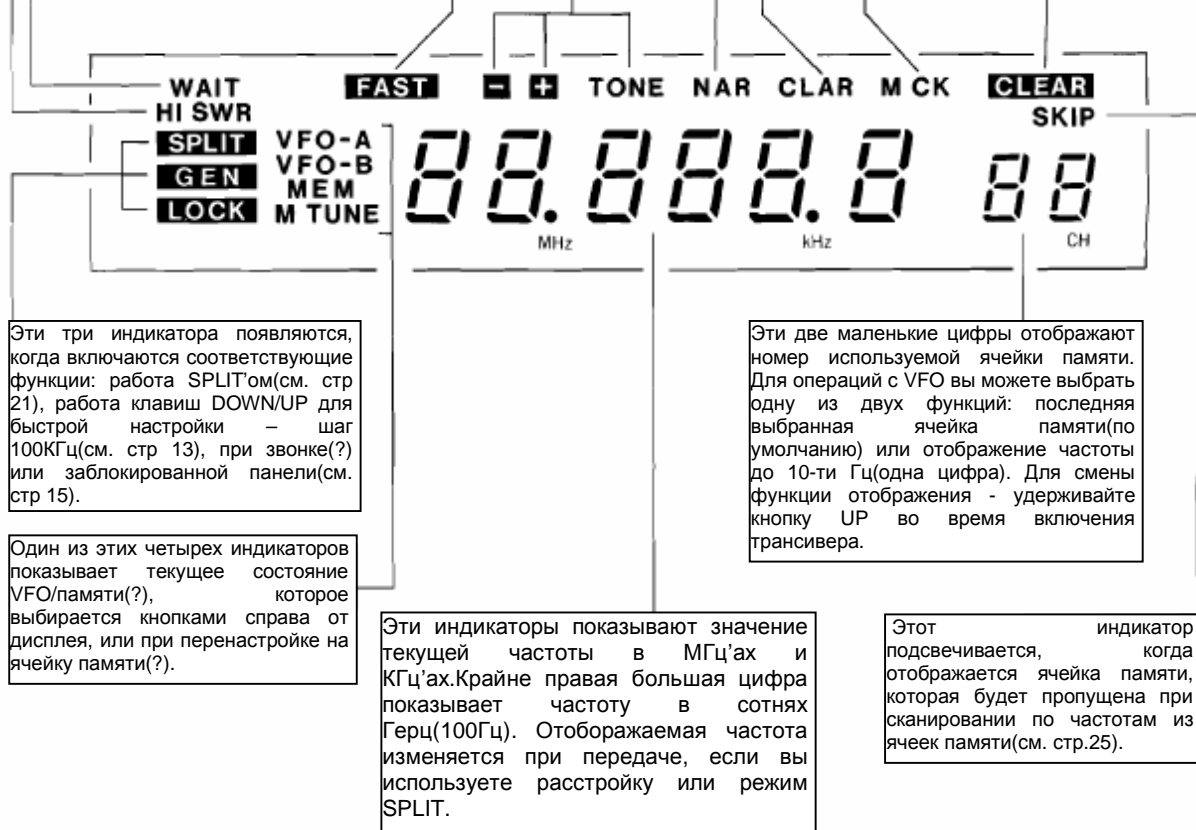 WAIT FAST - + TONE NAR CLAR M CK CLEAR
HI SWR SKIP
SPLIT VFO-A
GEN VFO-B
MEM
LOCK M TUNE
88.888.8 88
MHz kHz CH
Эти три индикатора появляются,
когда включаются соответствующие
функции: работа SPLIT'ом(см. стр
21), работа клавиш DOWN/UP для
быстрой настройки – шаг
100КГц(см. стр 13), при звонке(?)
или заблокированной панели(см.
стр 15).
Эти две маленькие цифры отображают
номер используемой ячейки памяти.
Для операций с VFO вы можете выбрать
одну из двух функций: последняя
выбранная ячейка памяти(по
умолчанию) или отображение частоты
до 10-ти Гц(одна цифра). Для смены
функции отображения - удерживайте
кнопку UP во время включения
трансивера.
Один из этих четырех индикаторов
показывает текущее состояние
VFO/памяти(?), которое
выбирается кнопками справа от
дисплея, или при перенастройке на
ячейку памяти(?).
Эти индикаторы показывают значение
текущей частоты в МГц'ах и
КГц'ах.Крайне правая большая цифра
показывает частоту в сотнях
Герц(100Гц). Отоборажаемая частота
изменяется при передаче, если вы
используете расстройку или режим
SPLIT.
Этот индикатор
подсвечивается, когда
отображается ячейка памяти,
которая будет пропущена при
сканировании по частотам из
ячеек памяти(см. стр.25).